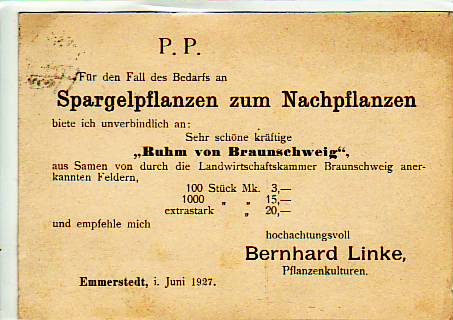 P. P.
Für den Fall des Bedarfs an
Spargelpflanzen zum Nachpflanzen
biete ich unverbindlich an:
Sehr schöne kräftige
„Ruhm von Braunschweig“,
aus Samen von durch die Landwirtschaftskammer Braunschweig aner-
kannten Feldern,
100 Stück Mk. 3,—
1000 „ „ 15,—
extrastark „ 20,—
und empfehle mich
hochachtungsvoll
Bernhard Linke,
Pflanzenkulturen.
Emmerstedt, i. Juni 1927.